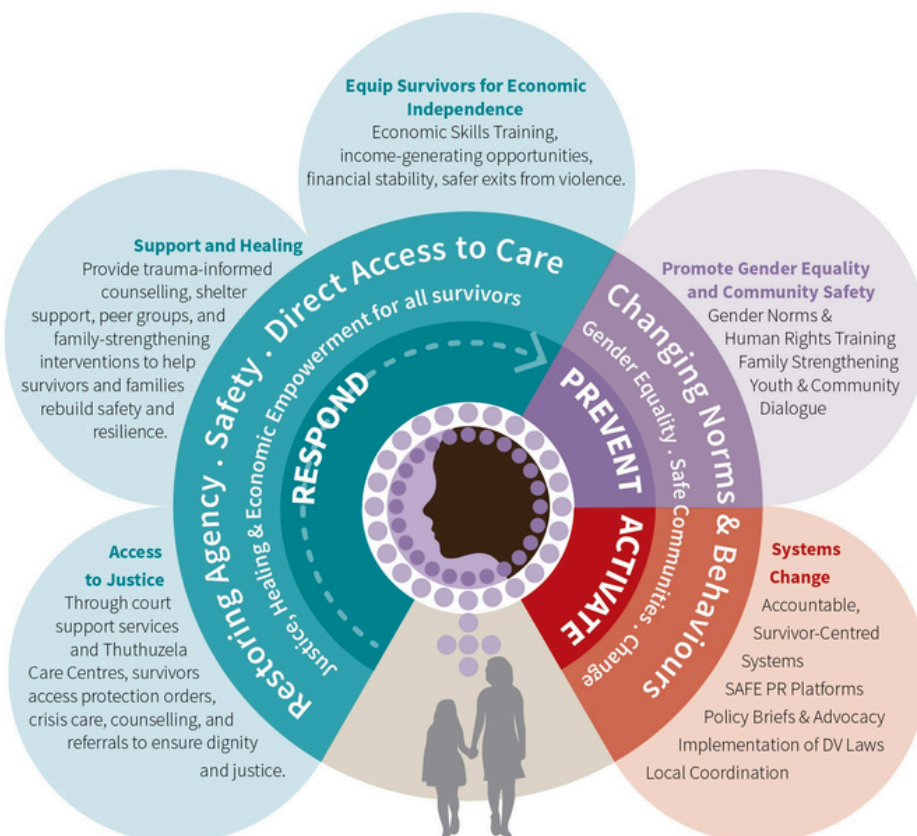 Equip Survivors for Economic
Independence
Economic Skills Training,
income-generating opportunities,
financial stability, safer exits from violence.
Support and Healing
Provide trauma-informed
counselling, shelter
support, peer groups, and
family-strengthening
interventions to help
survivors and families
rebuild safety and
resilience.
Access
to Justice
Through court
support services
and Thuthuzela
Care Centres, survivors
access protection orders,
crisis care, counselling, and
referrals to ensure dignity
and justice.
Restoring Agency . Safety . Direct Access to Care
Justice, Healing & Economic Empowerment for all survivors
RESPOND
Changing Norms & Behaviours
Gender Equality . Safe Communities . Change
PREVENT
ACTIVATE
Promote Gender Equality
and Community Safety
Gender Norms &
Human Rights Training
Family Strengthening
Youth & Community
Dialogue
Systems
Change
Accountable,
Survivor-Centred
Systems
SAFE PR Platforms
Policy Briefs & Advocacy
Implementation of DV Laws
Local Coordination